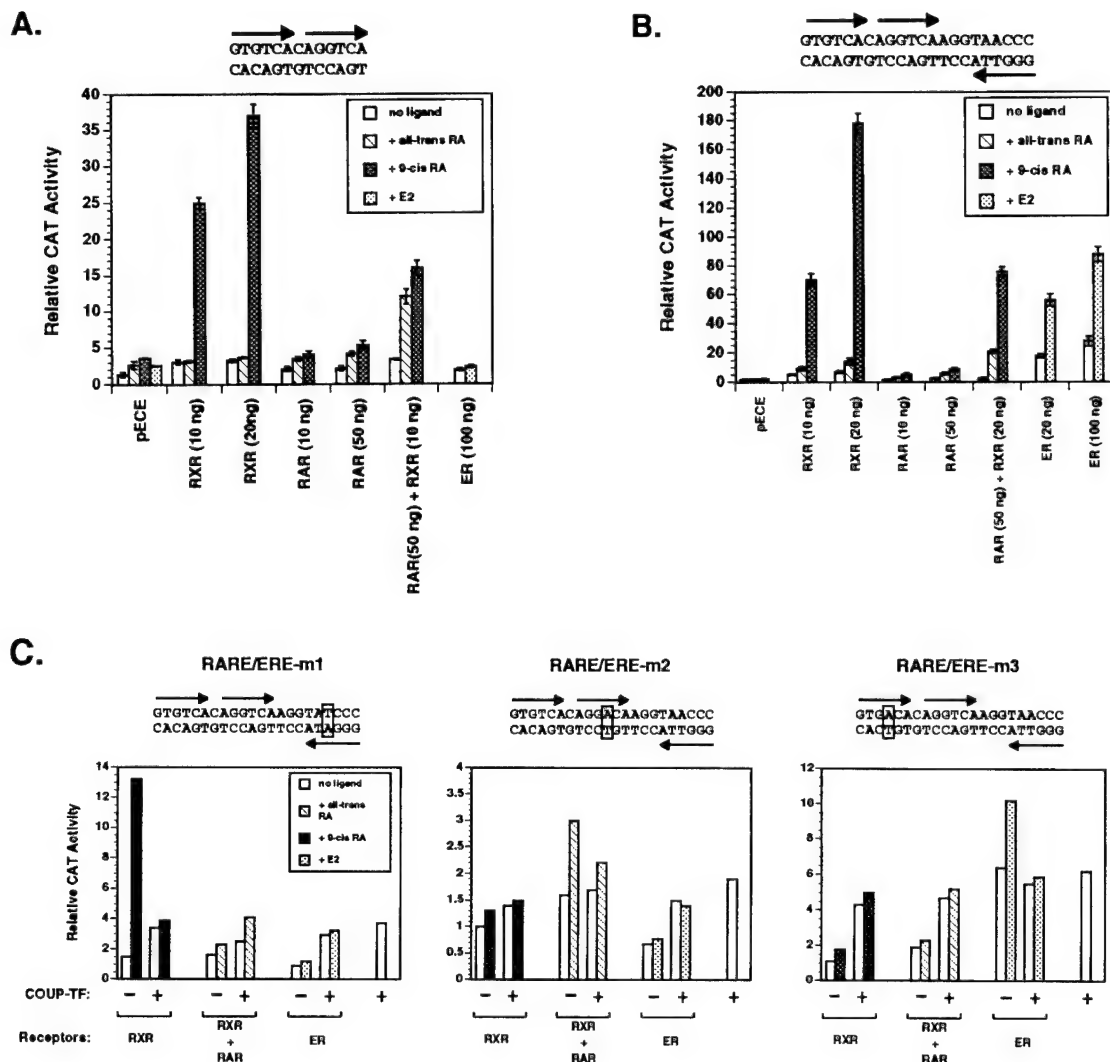 A.
GTGTCACAGGTCA
CACAGTGTCCAGT
Relative CAT Activity
40
35
30
25
20
15
10
5
0
no ligand
+ all-trans RA
+ 9-cis RA
+ E2
pECE
RXR (10 ng)
RXR (20ng)
RAR (10 ng)
RAR (50 ng)
RAR(50 ng) + RXR (10 ng)
ER (100 ng)
B.
GTGTCACAGGTCAAGGTAACCC
CACAGTGTCCAGTTCCATTGGG
Relative CAT Activity
200
180
160
140
120
100
80
60
40
20
0
no ligand
+ all-trans RA
+ 9-cis RA
+ E2
pECE
RXR (10 ng)
RXR (20 ng)
RAR (10 ng)
RAR (50 ng)
RAR (50 ng) + RXR (20 ng)
ER (20 ng)
ER (100 ng)
C.
RARE/ERE-m1
GTGTCACAGGTCAAGGTATCCC
CACAGTGTCCAGTTCCATAGGG
Relative CAT Activity
14
12
10
8
6
4
2
0
no ligand
+ all-trans
RA
+ 9-cis RA
+ E2
RARE/ERE-m2
GTGTCACAGGACAAGGTAACCC
CACAGTGTCCTGTTCCATTGGG
4
3.5
3
2.5
2
1.5
1
0.5
0
RARE/ERE-m3
GTGACACAGGTCAAGGTAACCC
CACTGTGTCCAGTTCCATTGGG
12
10
8
6
4
2
0
COUP-TF: − + − + − + + − + − + − + + − + − + − + +
Receptors: RXR RXR + RAR ER RXR RXR + RAR ER RXR RXR + RAR ER